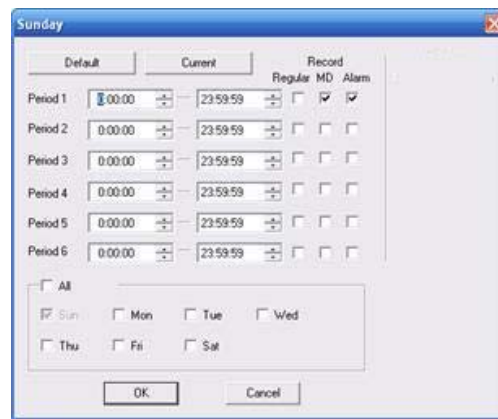 Sunday
Default Current Record
Regular MD Alarm
Period 1 0:00:00 23:59:59
Period 2 0:00:00 23:59:59
Period 3 0:00:00 23:59:59
Period 4 0:00:00 23:59:59
Period 5 0:00:00 23:59:59
Period 6 0:00:00 23:59:59
All
Sun Mon Tue Wed
Thu Fri Sat
OK Cancel